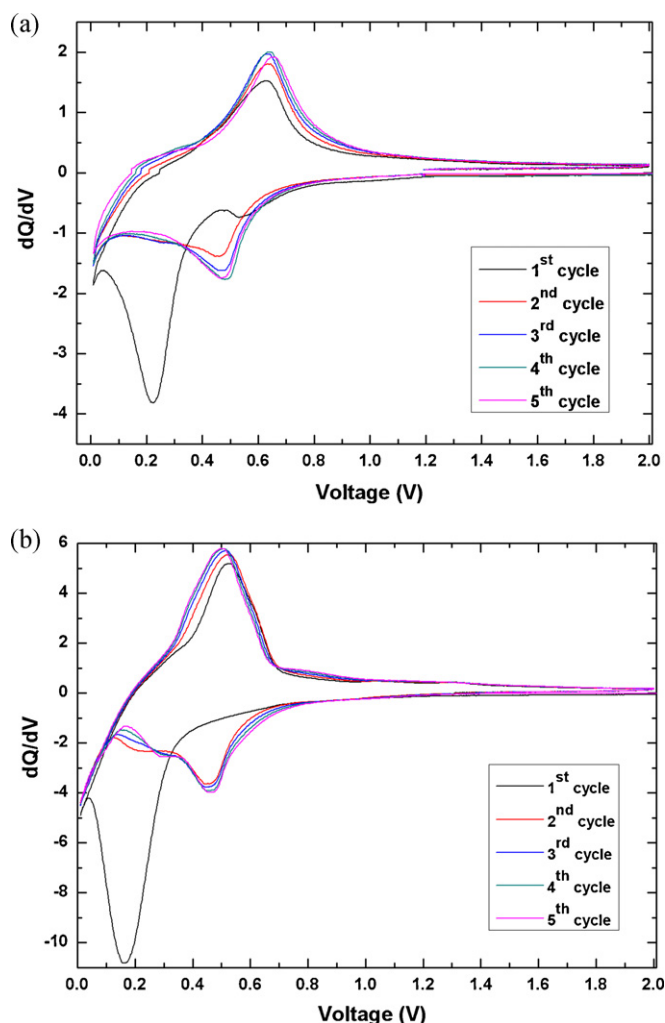 (a)
2
1
0
-1
-2
-3
-4
dQ/dV
1st cycle
2nd cycle
3rd cycle
4th cycle
5th cycle
0.0 0.2 0.4 0.6 0.8 1.0 1.2 1.4 1.6 1.8 2.0
Voltage (V)
(b)
6
4
2
0
-2
-4
-6
-8
-10
dQ/dV
1st cycle
2nd cycle
3rd cycle
4th cycle
5th cycle
0.0 0.2 0.4 0.6 0.8 1.0 1.2 1.4 1.6 1.8 2.0
Voltage (V)